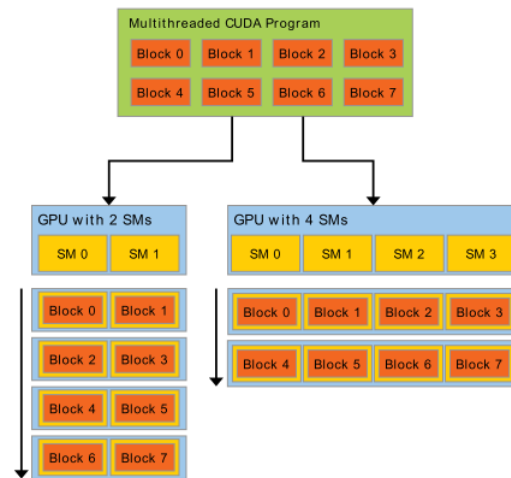 Multithreaded CUDA Program
Block 0 Block 1 Block 2 Block 3
Block 4 Block 5 Block 6 Block 7
GPU with 2 SMs
SM 0 SM 1
Block 0 Block 1
Block 2 Block 3
Block 4 Block 5
Block 6 Block 7
GPU with 4 SMs
SM 0 SM 1 SM 2 SM 3
Block 0 Block 1 Block 2 Block 3
Block 4 Block 5 Block 6 Block 7